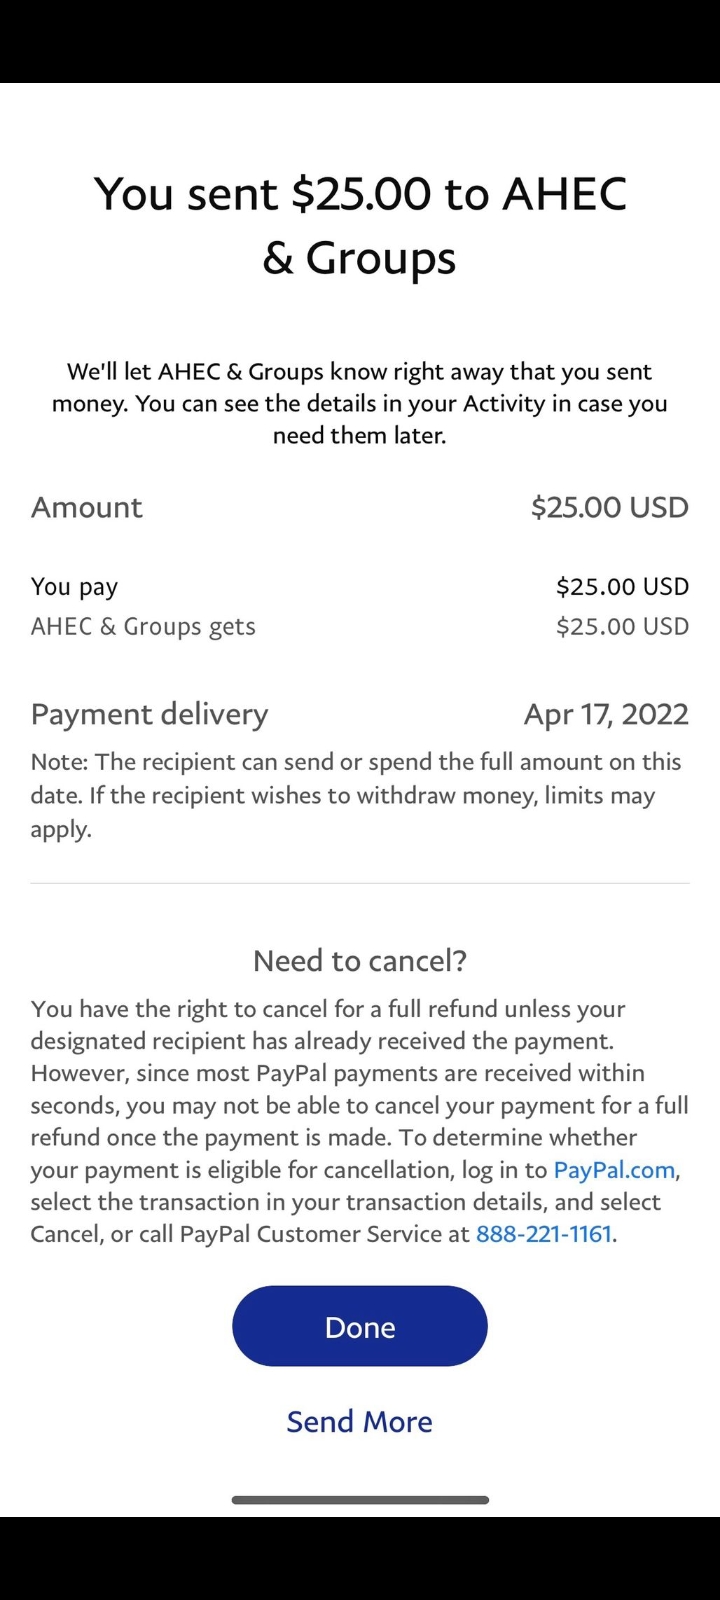 You sent $25.00 to AHEC
& Groups
We'll let AHEC & Groups know right away that you sent
money. You can see the details in your Activity in case you
need them later.
Amount $25.00 USD
You pay $25.00 USD
AHEC & Groups gets $25.00 USD
Payment delivery Apr 17, 2022
Note: The recipient can send or spend the full amount on this
date. If the recipient wishes to withdraw money, limits may
apply.
Need to cancel?
You have the right to cancel for a full refund unless your
designated recipient has already received the payment.
However, since most PayPal payments are received within
seconds, you may not be able to cancel your payment for a full
refund once the payment is made. To determine whether
your payment is eligible for cancellation, log in to PayPal.com,
select the transaction in your transaction details, and select
Cancel, or call PayPal Customer Service at 888-221-1161.
Done
Send More